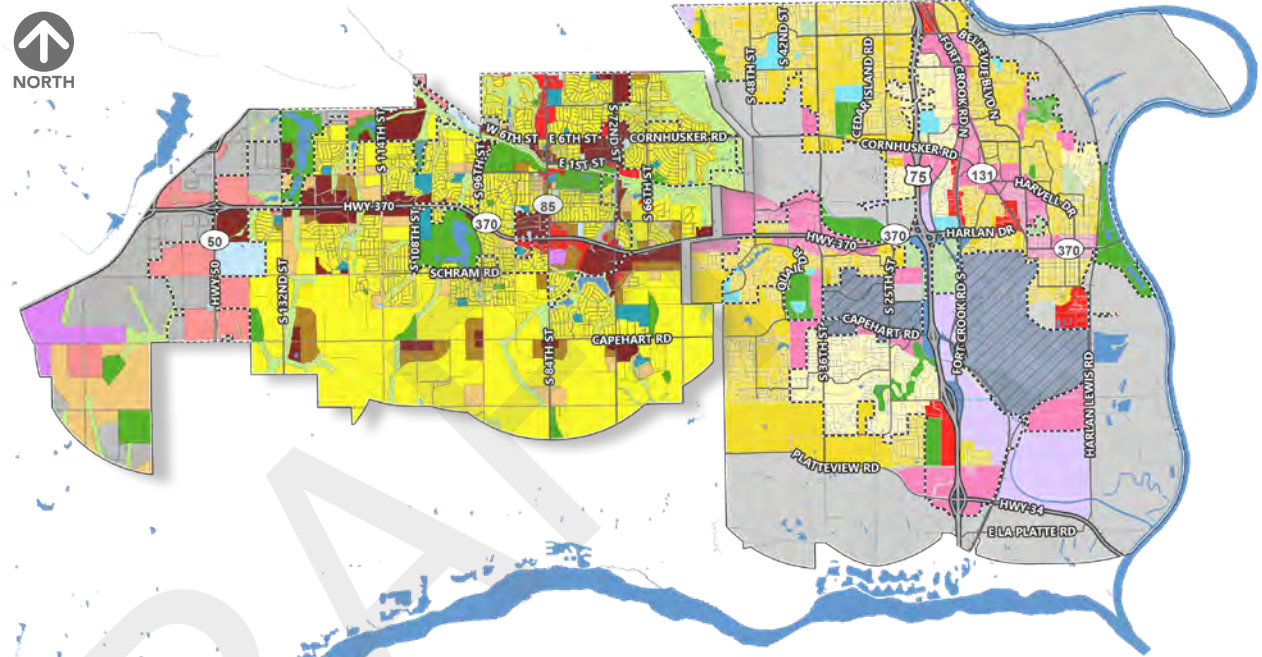 NORTH
S 48TH ST
S 42ND ST
CEDAR ISLAND RD
FORT CROOK RD N
BELLEVUE BLVD N
S 114TH ST
S 96TH ST
W 6TH ST
E 6TH ST
S 72ND ST
CORNHUSKER RD
E 1ST ST
S 66TH ST
CORNHUSKER RD
75
131
HARVELL DR
HWY-370
85
370
50
S 108TH ST
HWY-370
370
HARLAN DR
370
SCHRAM RD
HWY-50
S 132ND ST
S 25TH ST
CAPEHART RD
S 84TH ST
CAPEHART RD
S 36TH ST
FORT CROOK RD S
HARLAN LEWIS RD
PLATTEVIEW RD
HWY-34
E LA PLATTE RD